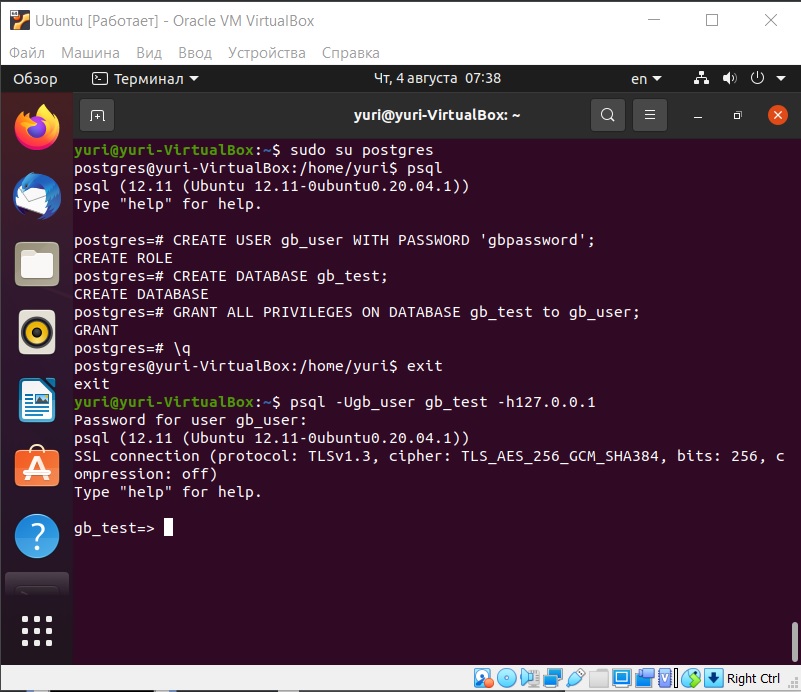 Ubuntu [Работает] - Oracle VM VirtualBox
Файл Машина Вид Ввод Устройства Справка
Обзор Терминал Чт, 4 августа 07:38 en
yuri@yuri-VirtualBox: ~
yuri@yuri-VirtualBox:~$ sudo su postgres
postgres@yuri-VirtualBox:/home/yuri$ psql
psql (12.11 (Ubuntu 12.11-0ubuntu0.20.04.1))
Type "help" for help.
postgres=# CREATE USER gb_user WITH PASSWORD 'gbpassword';
CREATE ROLE
postgres=# CREATE DATABASE gb_test;
CREATE DATABASE
postgres=# GRANT ALL PRIVILEGES ON DATABASE gb_test to gb_user;
GRANT
postgres=# \q
postgres@yuri-VirtualBox:/home/yuri$ exit
exit
yuri@yuri-VirtualBox:~$ psql -Ugb_user gb_test -h127.0.0.1
Password for user gb_user:
psql (12.11 (Ubuntu 12.11-0ubuntu0.20.04.1))
SSL connection (protocol: TLSv1.3, cipher: TLS_AES_256_GCM_SHA384, bits: 256, c
ompression: off)
Type "help" for help.
gb_test=>
Right Ctrl